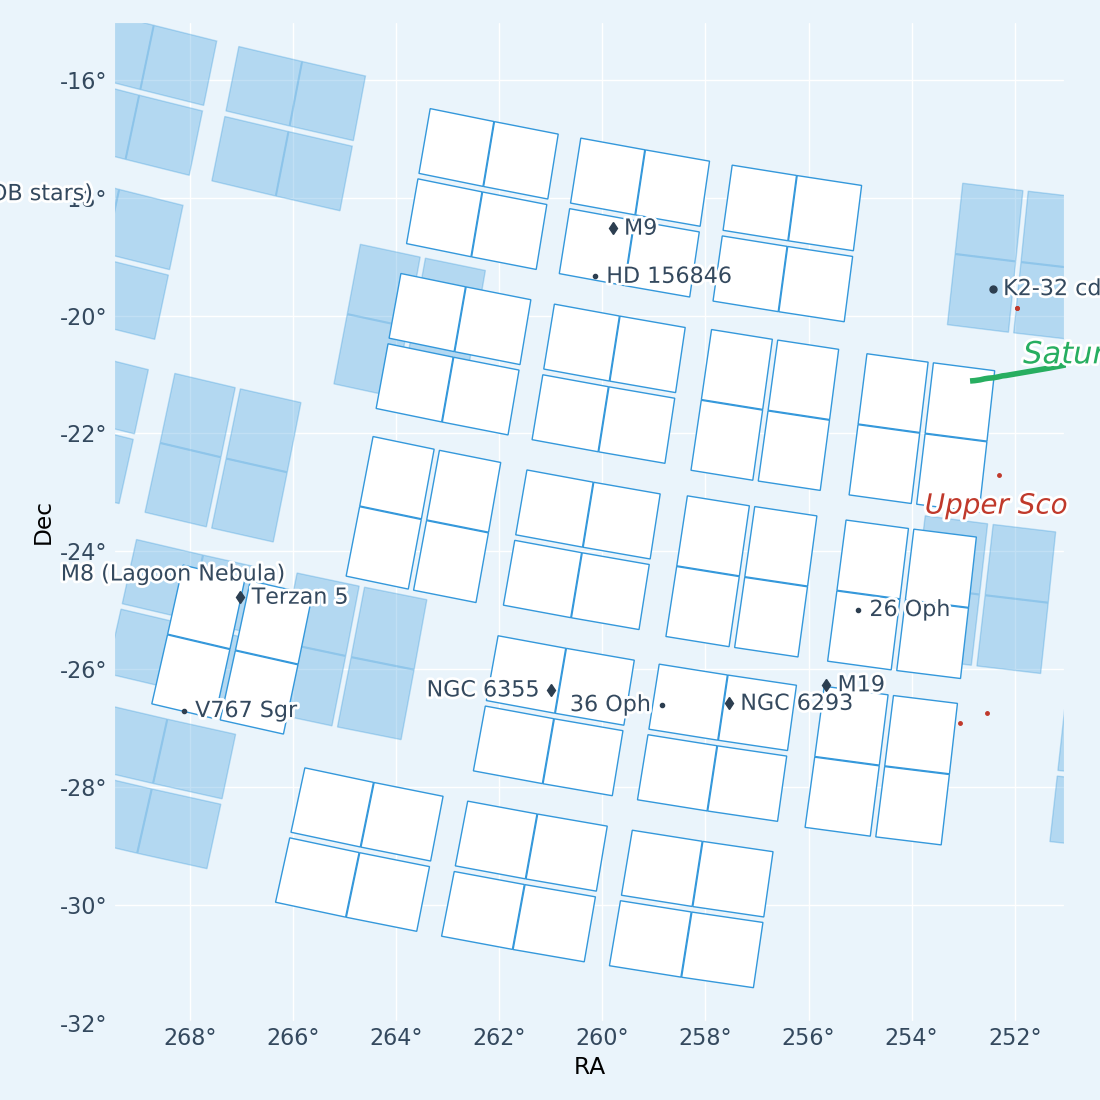 -16°
OB stars)
-18°
M9
HD 156846
K2-32 cd
-20°
Satur
-22°
Upper Sco
Dec
-24°
M8 (Lagoon Nebula)
Terzan 5
26 Oph
-26°
NGC 6355
M19
36 Oph
NGC 6293
V767 Sgr
-28°
-30°
-32°
268° 266° 264° 262° 260° 258° 256° 254° 252°
RA